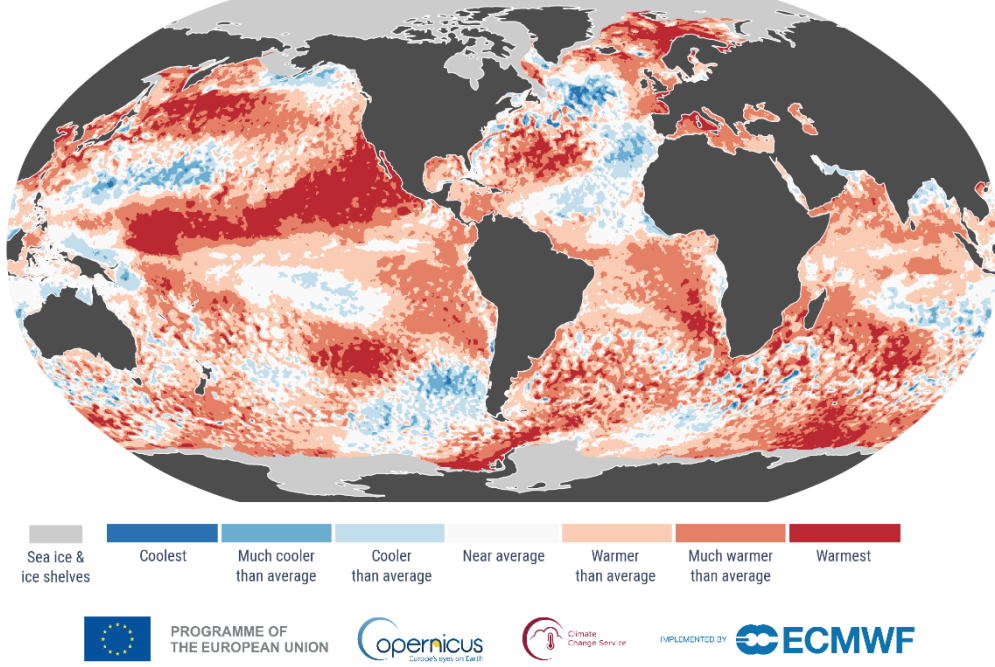 Sea ice &
ice shelves
Coolest
Much cooler
than average
Cooler
than average
Near average
Warmer
than average
Much warmer
than average
Warmest
PROGRAMME OF
THE EUROPEAN UNION
opernicus
Europe's eyes on Earth
Climate
Change Service
IMPLEMENTED BY
ECMWF